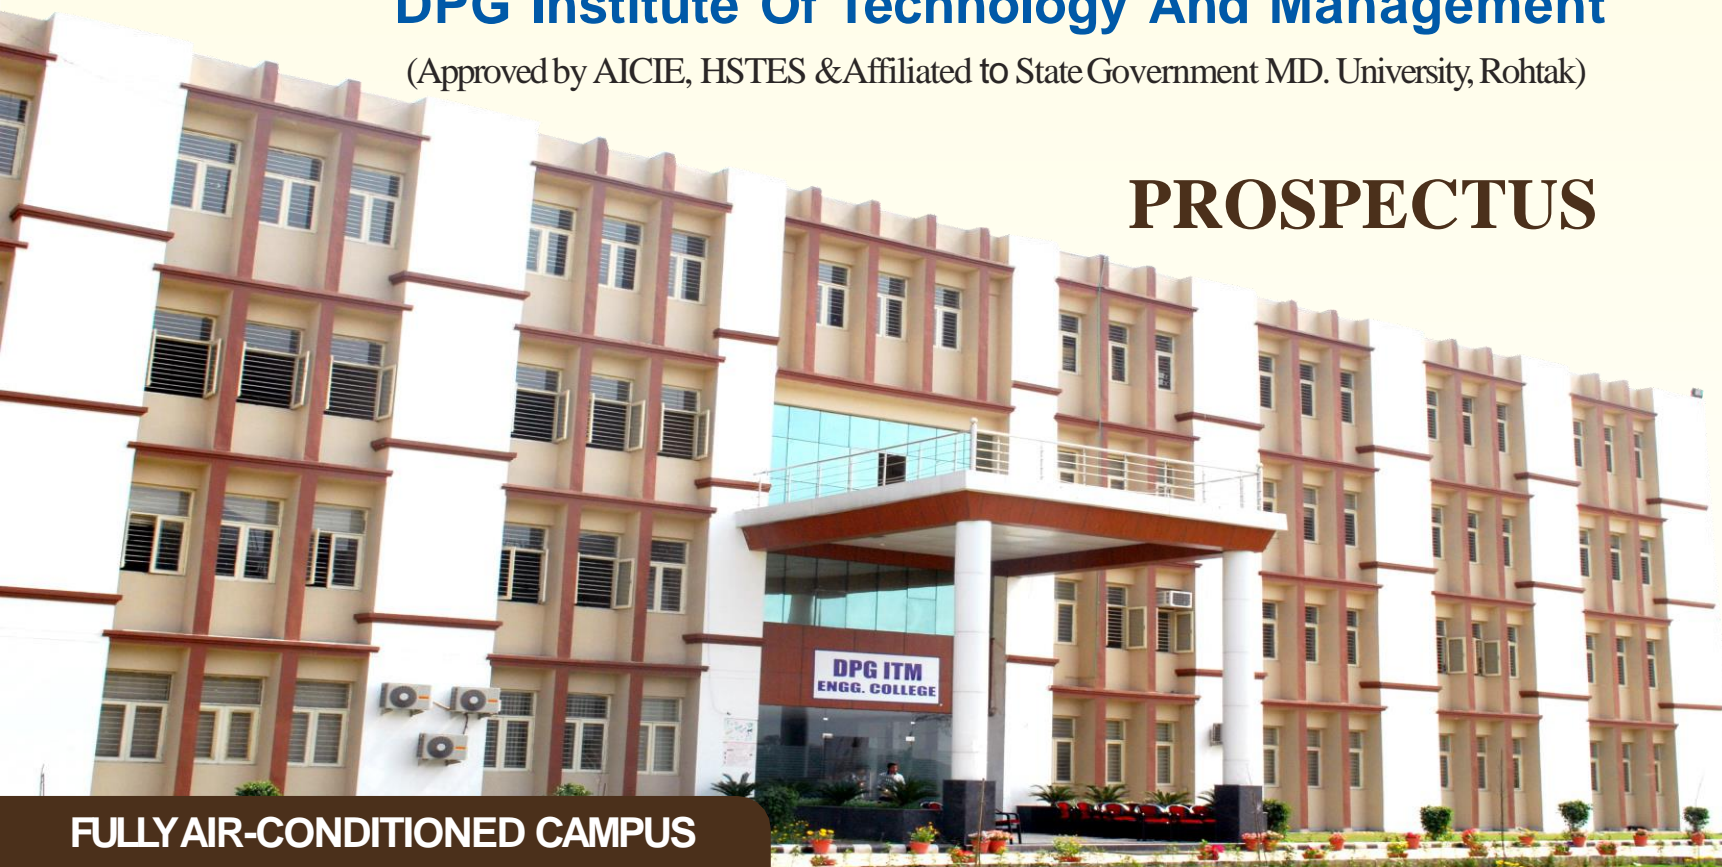 DPG Institute Of Technology And Management
(Approved by AICIE, HSTES & Affiliated to State Government MD. University, Rohtak)
PROSPECTUS
DPG ITM
ENGG. COLLEGE
FULLY AIR-CONDITIONED CAMPUS